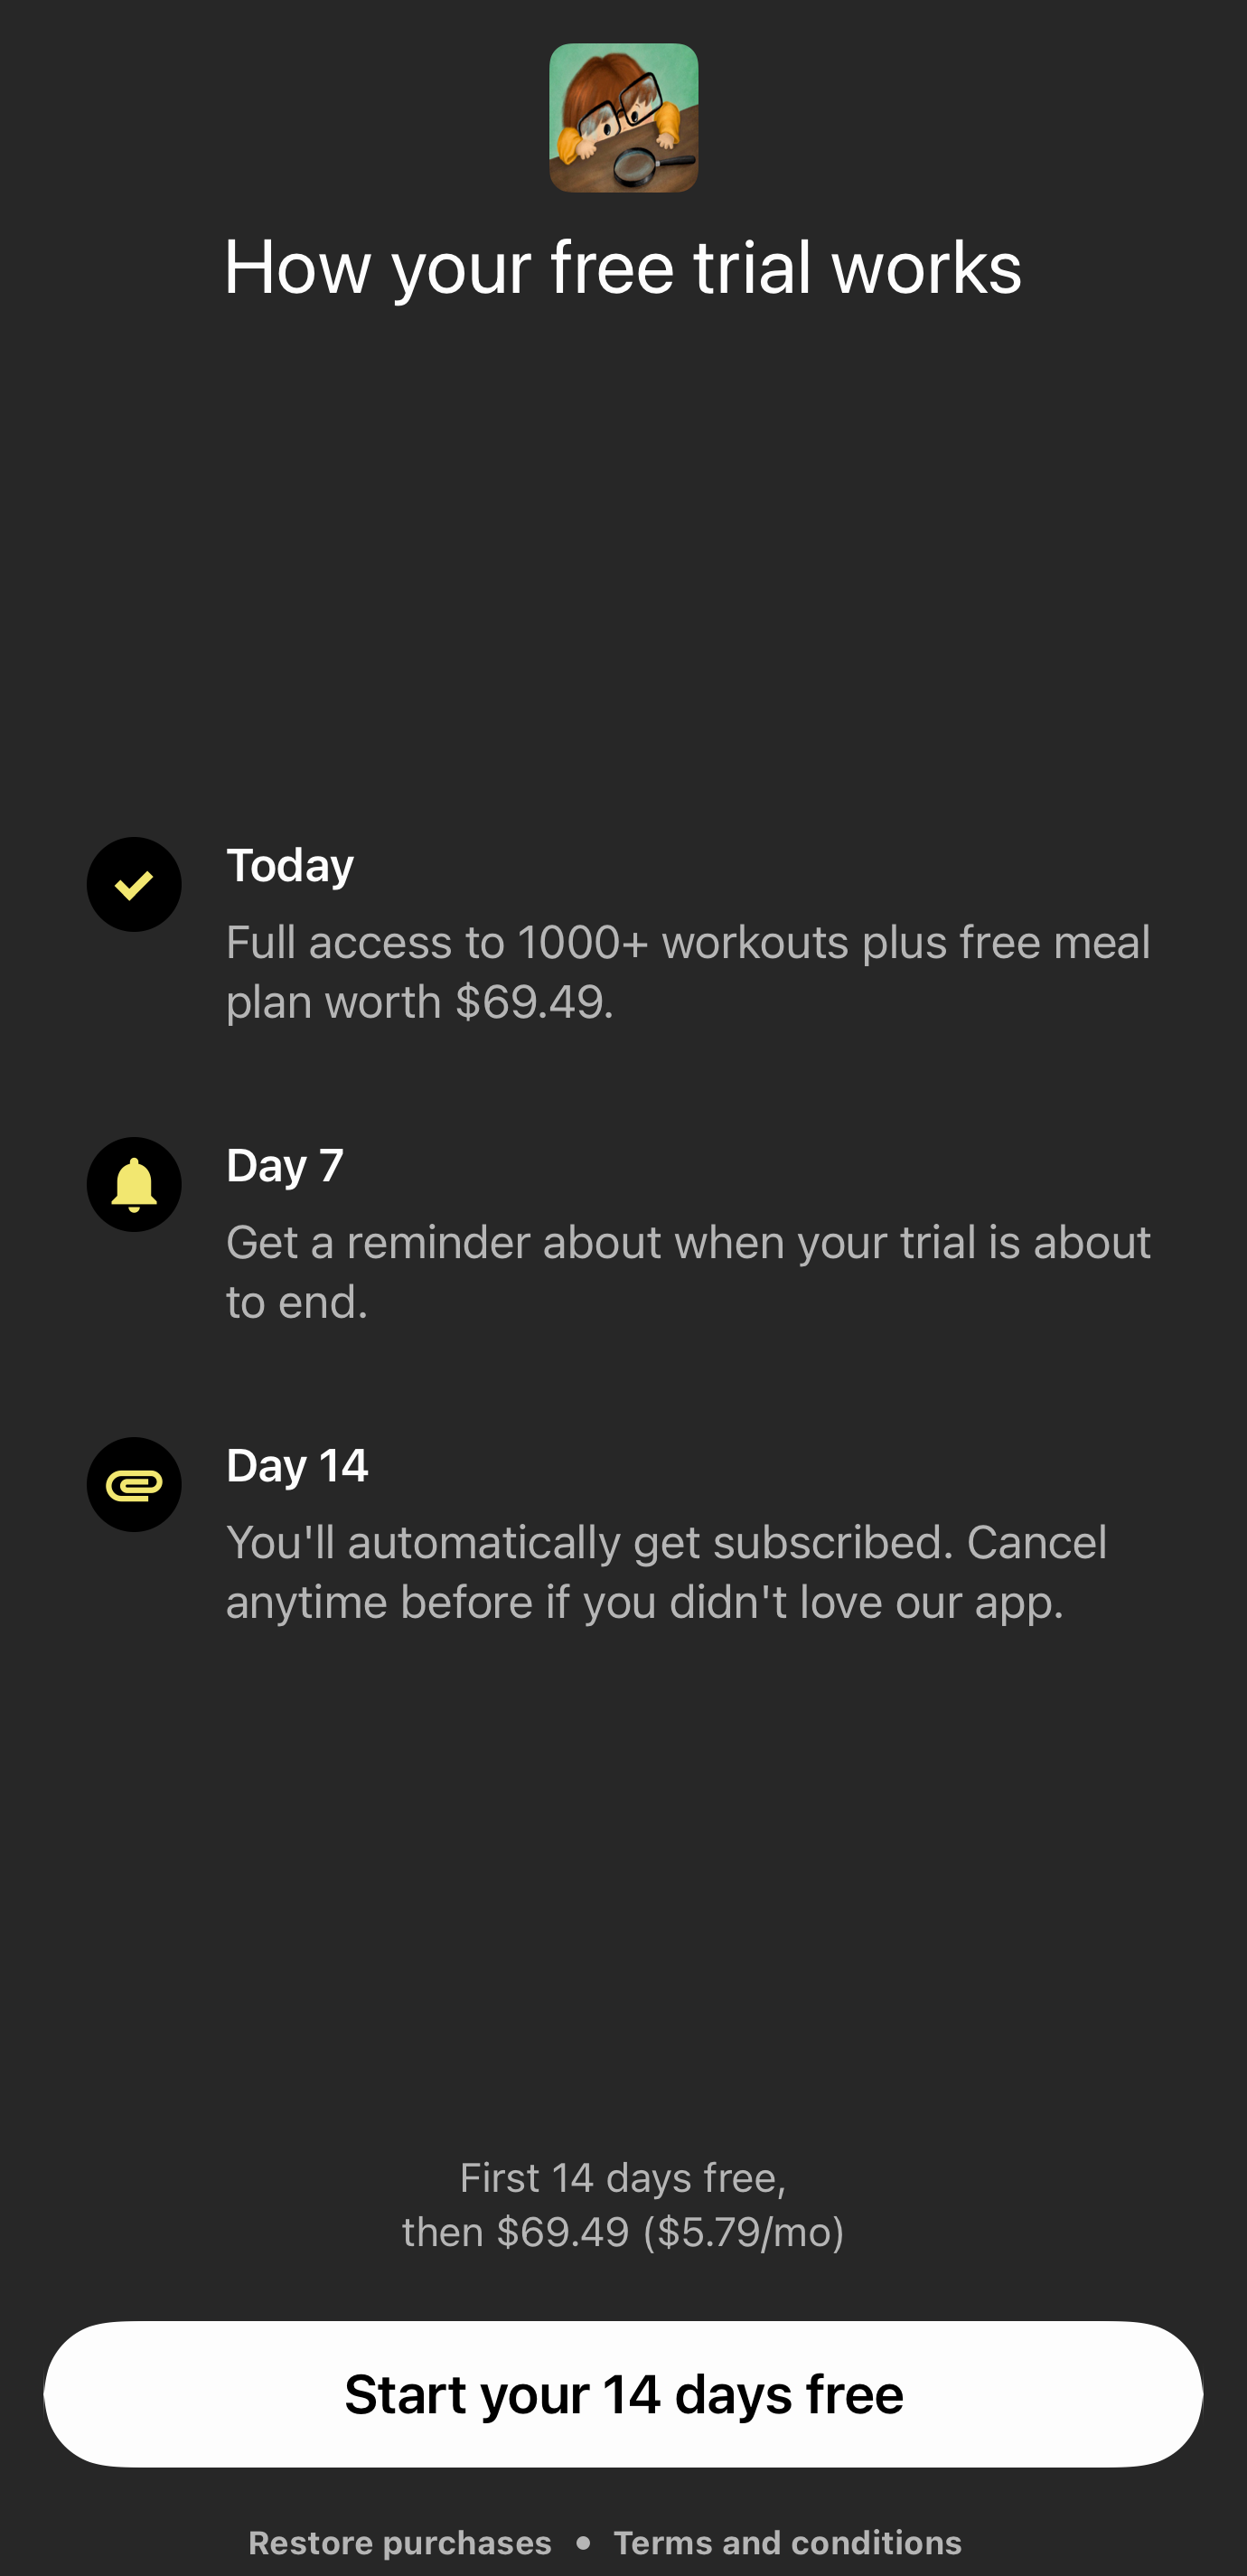 How your free trial works
Today
Full access to 1000+ workouts plus free meal
plan worth $69.49.
Day 7
Get a reminder about when your trial is about
to end.
Day 14
You'll automatically get subscribed. Cancel
anytime before if you didn't love our app.
First 14 days free,
then $69.49 ($5.79/mo)
Start your 14 days free
Restore purchases • Terms and conditions